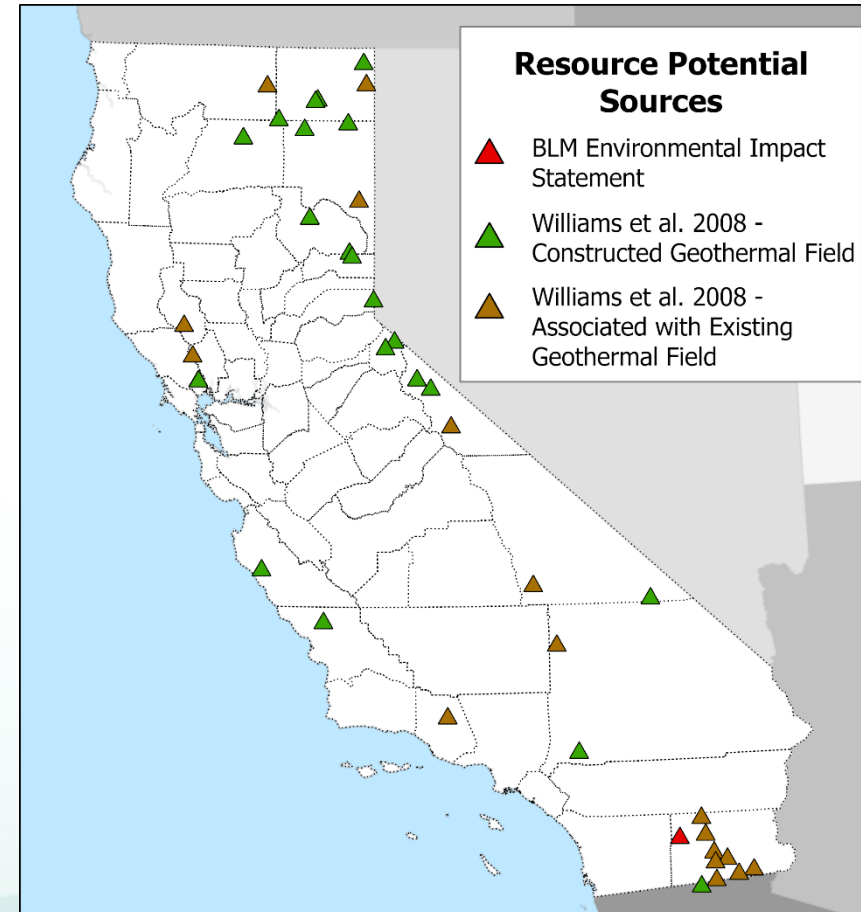 Resource Potential
Sources
BLM Environmental Impact
Statement
Williams et al. 2008 -
Constructed Geothermal Field
Williams et al. 2008 -
Associated with Existing
Geothermal Field